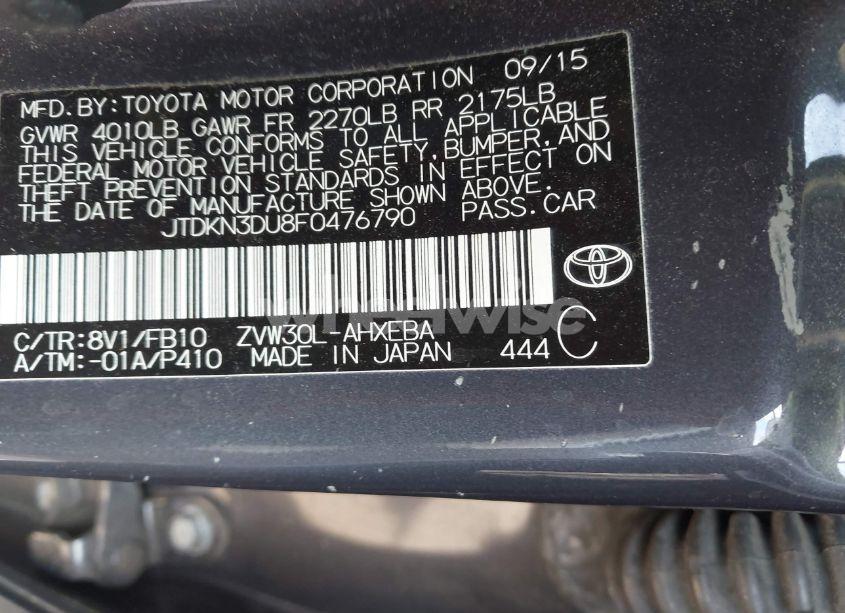 MFD.BY:TOYOTA MOTOR CORPORATION 09/15
GVWR 4010LB GAWR FR 2270LB RR 2175LB
THIS VEHICLE CONFORMS TO ALL APPLICABLE
FEDERAL MOTOR VEHICLE SAFETY,BUMPER,AND
THEFT PREVENTION STANDARDS IN EFFECT ON
THE DATE OF MANUFACTURE SHOWN ABOVE.
JTDKN3DU8F0476790 PASS.CAR
wheelwise
C/TR:8V1/FB10 ZVW30L-AHXEBA
A/TM:-01A/P410 MADE IN JAPAN 444 C